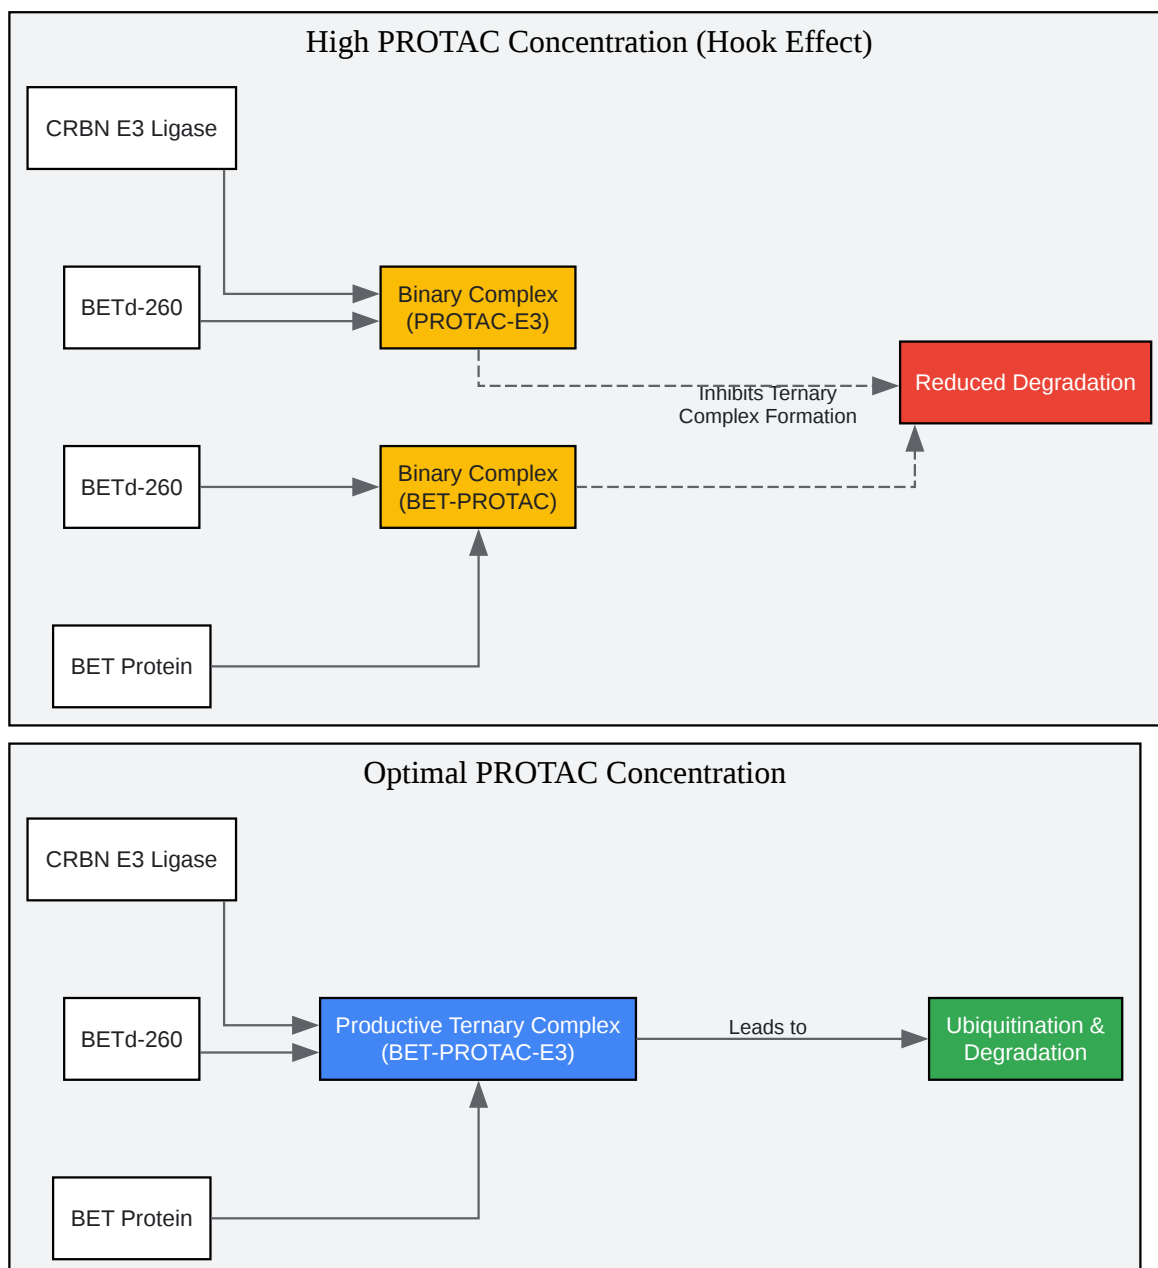 High PROTAC Concentration (Hook Effect)
CRBN E3 Ligase
BETd-260
Binary Complex
(PROTAC-E3)
Inhibits Ternary
Complex Formation
Reduced Degradation
BETd-260
Binary Complex
(BET-PROTAC)
BET Protein
Optimal PROTAC Concentration
CRBN E3 Ligase
BETd-260
Productive Ternary Complex
(BET-PROTAC-E3)
Leads to
Ubiquitination &
Degradation
BET Protein